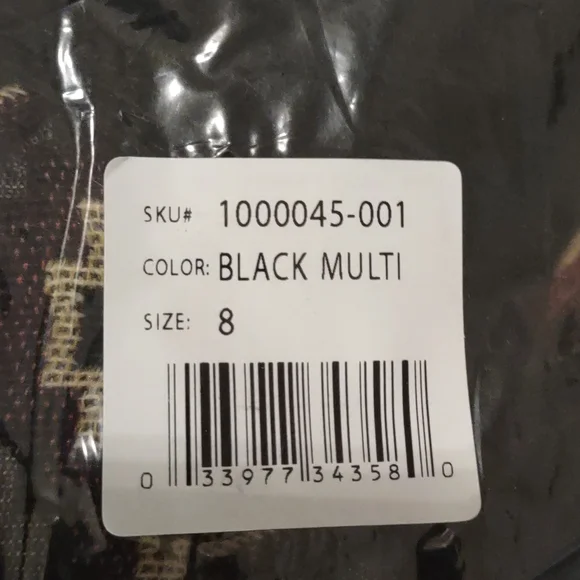 SKU# 1000045-001
COLOR: BLACK MULTI
SIZE: 8
0 33977 34358 0